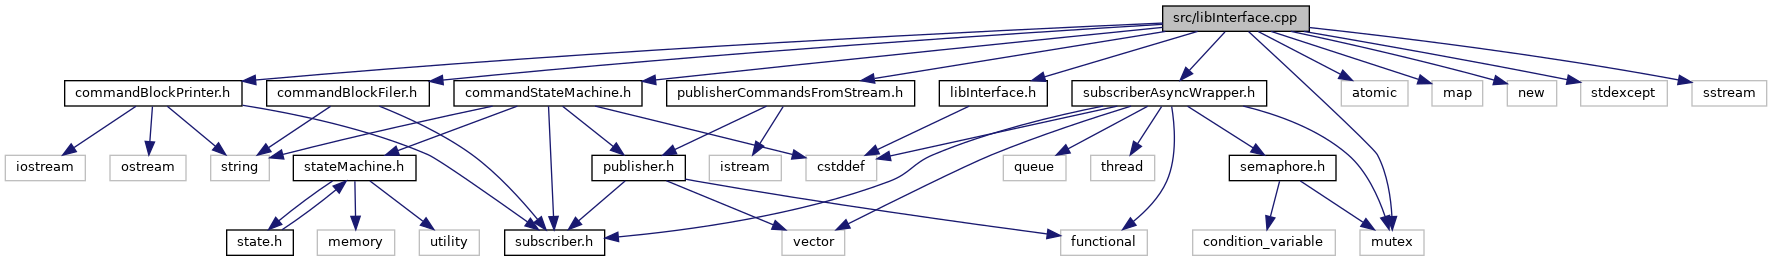 src/libInterface.cpp
commandBlockPrinter.h
commandBlockFiler.h
commandStateMachine.h
publisherCommandsFromStream.h
libInterface.h
subscriberAsyncWrapper.h
atomic
map
new
stdexcept
sstream
iostream
ostream
string
stateMachine.h
publisher.h
istream
cstddef
queue
thread
semaphore.h
state.h
memory
utility
subscriber.h
vector
functional
condition_variable
mutex